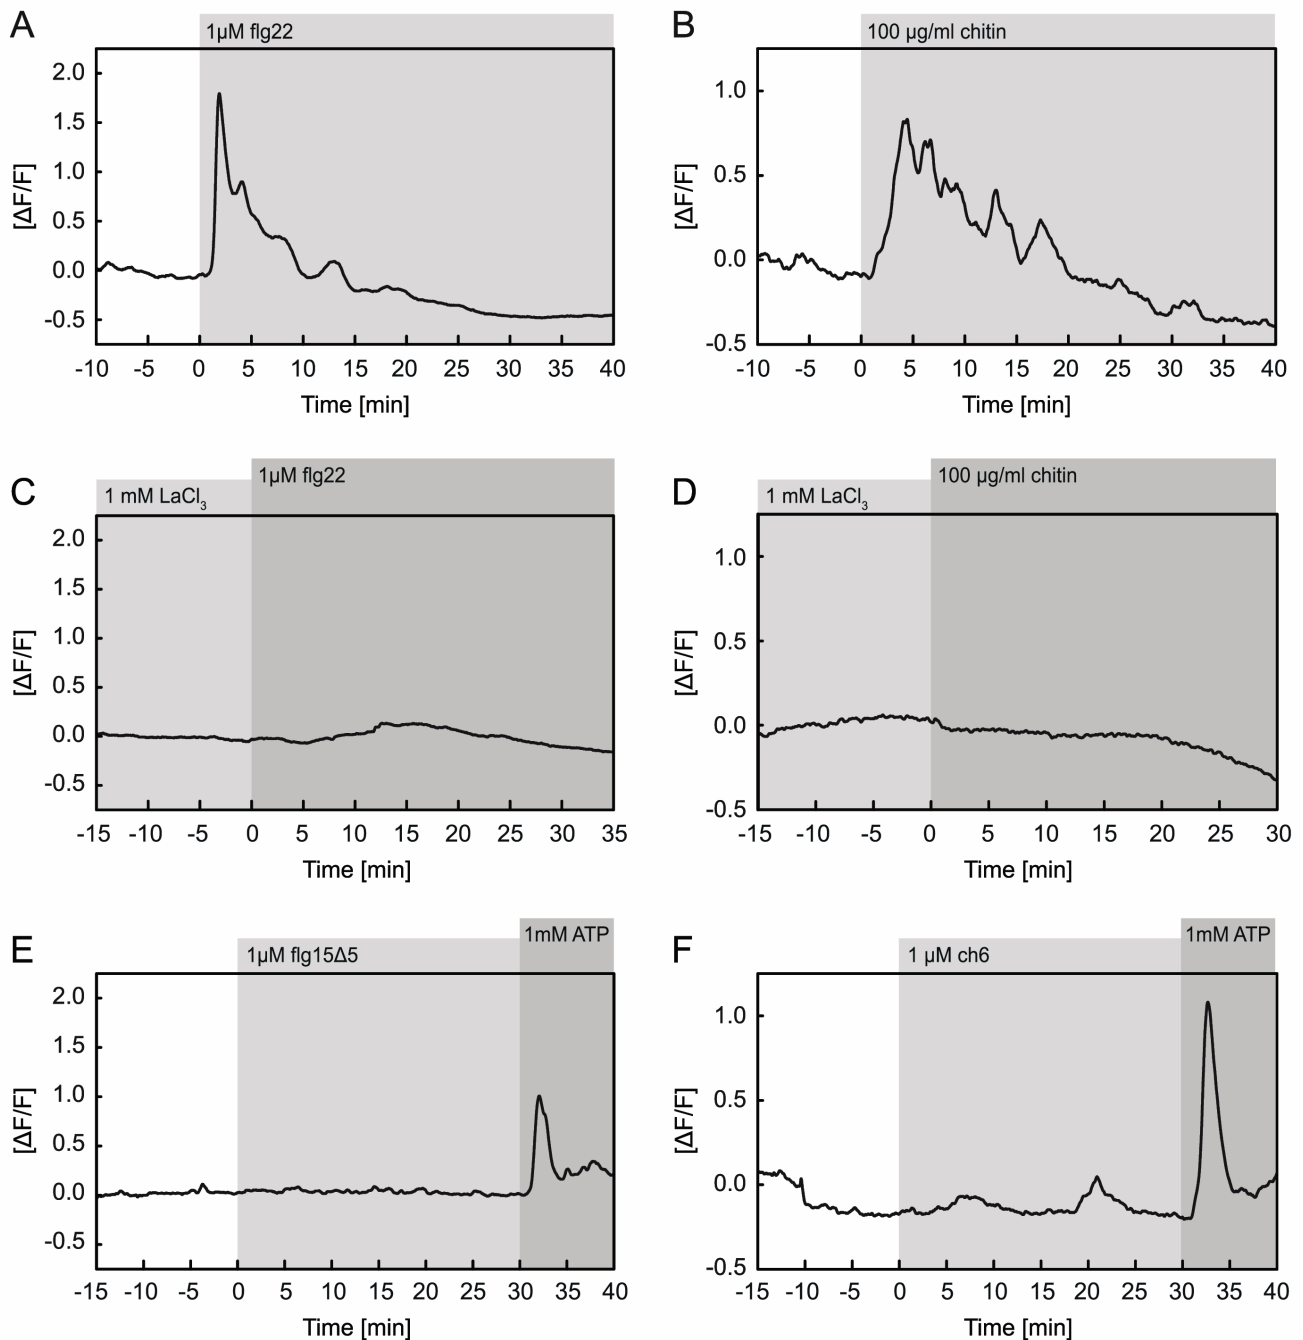 A
1µM flg22
2.0
1.5
1.0
0.5
0.0
-0.5
[ΔF/F]
-10 -5 0 5 10 15 20 25 30 35 40
Time [min]
B
100 µg/ml chitin
1.0
0.5
0.0
-0.5
[ΔF/F]
-10 -5 0 5 10 15 20 25 30 35 40
Time [min]
C
1 mM LaCl₃
1µM flg22
2.0
1.5
1.0
0.5
0.0
-0.5
[ΔF/F]
-15 -10 -5 0 5 10 15 20 25 30 35
Time [min]
D
1 mM LaCl₃
100 µg/ml chitin
1.0
0.5
0.0
-0.5
[ΔF/F]
-15 -10 -5 0 5 10 15 20 25 30
Time [min]
E
1µM flg15Δ5
1mM ATP
2.0
1.5
1.0
0.5
0.0
-0.5
[ΔF/F]
-15 -10 -5 0 5 10 15 20 25 30 35 40
Time [min]
F
1 µM ch6
1mM ATP
1.0
0.5
0.0
-0.5
[ΔF/F]
-15 -10 -5 0 5 10 15 20 25 30 35 40
Time [min]